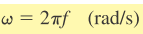 ω = 2πf (rad/s)